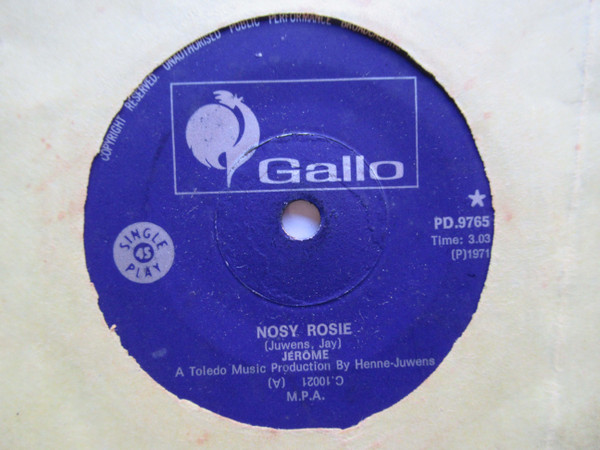 COPYRIGHT RESERVED. UNAUTHORISED PUBLIC PERFORMANCE
Gallo
SINGLE
45
PLAY
PD.9765
Time: 3.03
(P)1971
NOSY ROSIE
(Juwens, Jay)
JEROME
A Toledo Music Production By Henne-Juwens
C.10021 (A)
M.P.A.